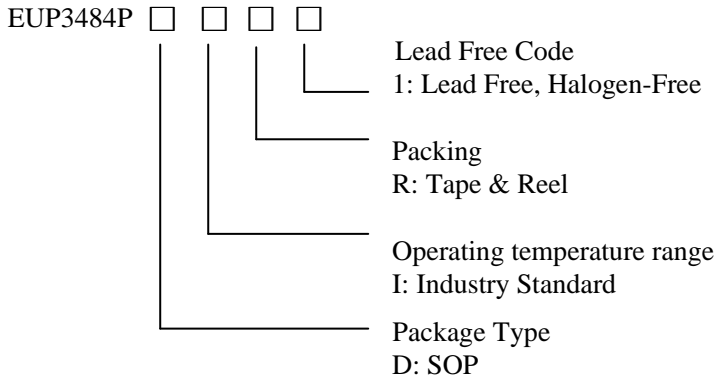 EUP3484P □ □ □ □
Lead Free Code
1: Lead Free, Halogen-Free
Packing
R: Tape & Reel
Operating temperature range
I: Industry Standard
Package Type
D: SOP